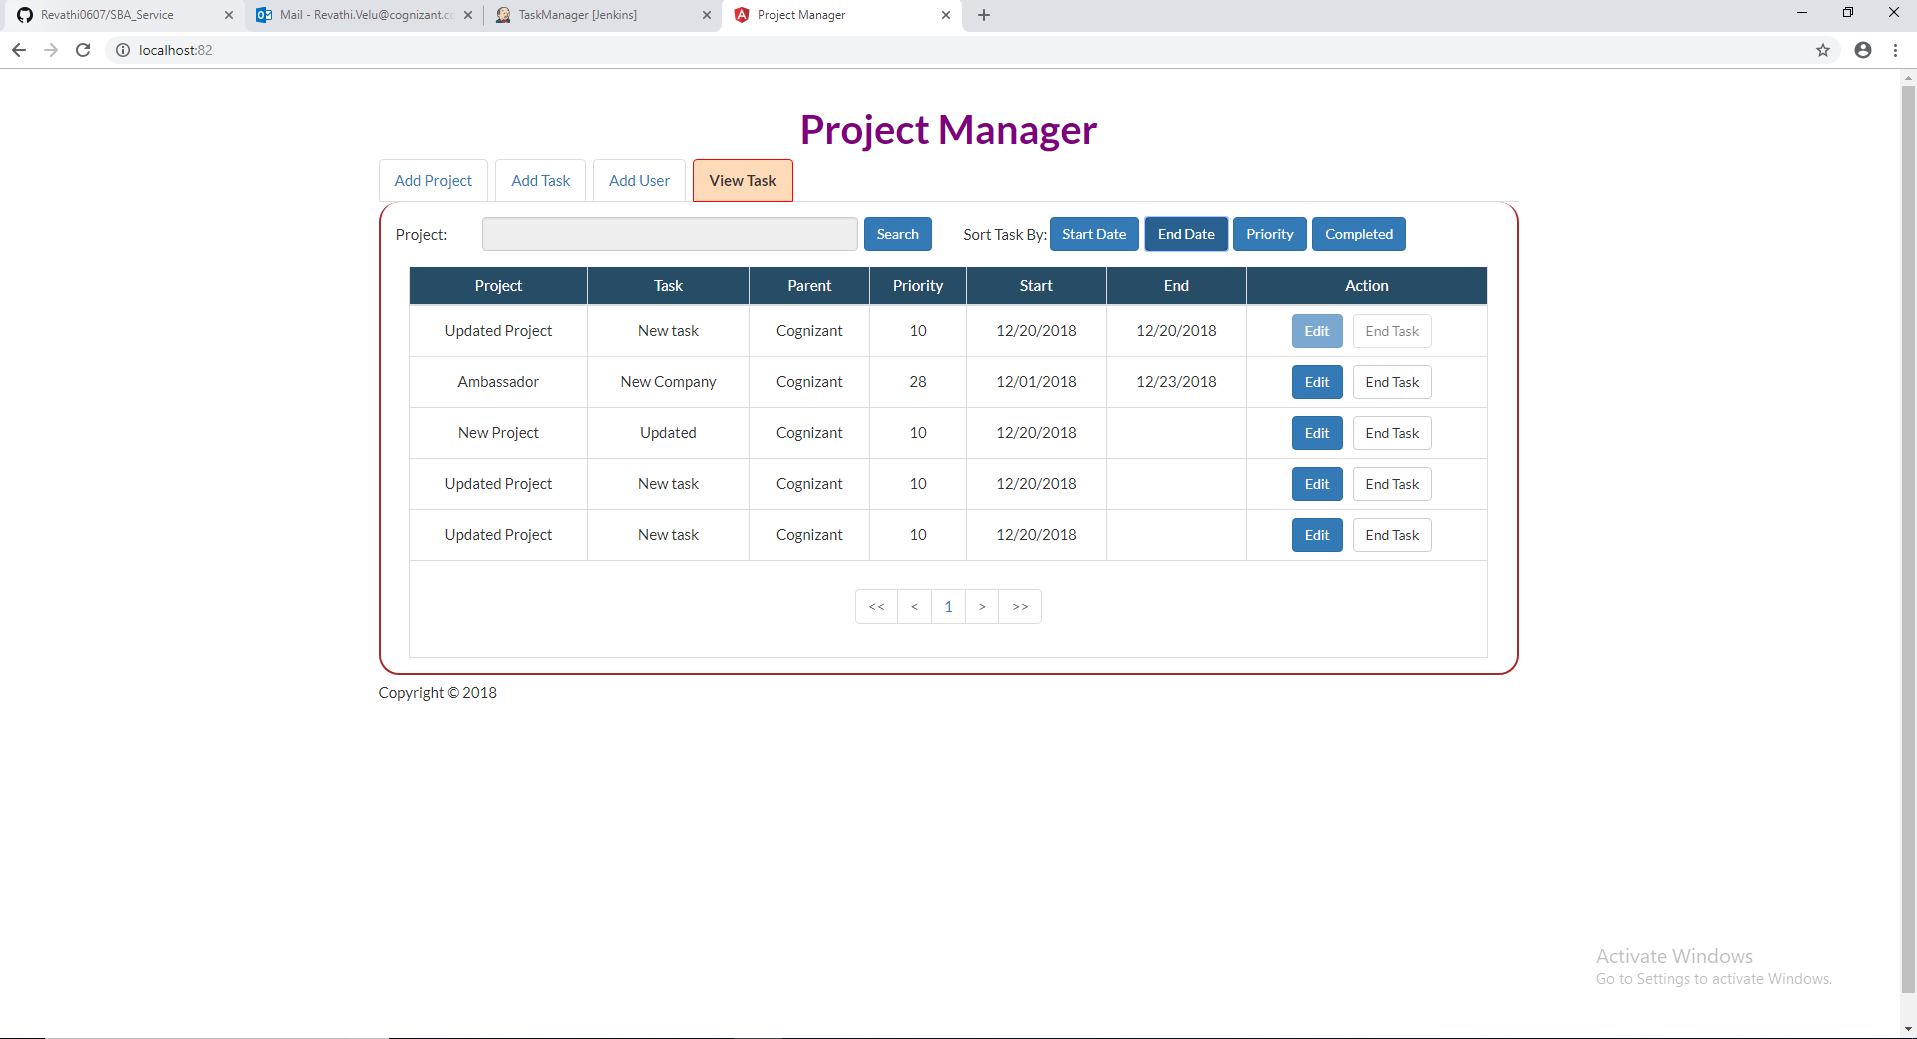 Revathi0607/SBA_Service
Mail - Revathi.Velu@cognizant.cc
TaskManager [Jenkins]
Project Manager
localhost:82
Project Manager
Add Project Add Task Add User View Task
Project: Search Sort Task By: Start Date End Date Priority Completed
Project Task Parent Priority Start End Action
Updated Project New task Cognizant 10 12/20/2018 12/20/2018 Edit End Task
Ambassador New Company Cognizant 28 12/01/2018 12/23/2018 Edit End Task
New Project Updated Cognizant 10 12/20/2018 Edit End Task
Updated Project New task Cognizant 10 12/20/2018 Edit End Task
Updated Project New task Cognizant 10 12/20/2018 Edit End Task
<< < 1 > >>
Copyright © 2018
Activate Windows
Go to Settings to activate Windows.